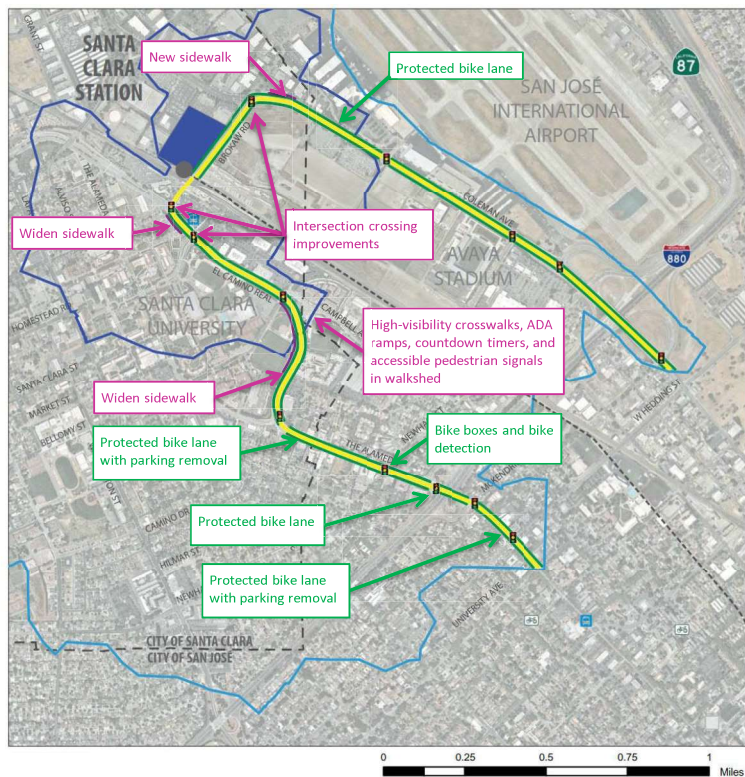 GRANT ST.
SANTA
CLARA
STATION
New sidewalk
Protected bike lane
87
SAN JOSÉ
INTERNATIONAL
AIRPORT
BROKAW RD
THE ALAMEDA
COLEMAN AVE
Widen sidewalk
Intersection crossing
improvements
AVAYA
STADIUM
INTERSTATE
880
EL CAMINO REAL
SANTA CLARA
UNIVERSITY
HOMESTEAD RD
High-visibility crosswalks, ADA
ramps, countdown timers, and
accessible pedestrian signals
in walkshed
SANTA CLARA ST
W HEDDING ST
Widen sidewalk
MARKET ST
BELLOMY ST
Protected bike lane
with parking removal
THE ALAMED
Bike boxes and bike
detection
CAMINO DR
Protected bike lane
HILMAR ST
Protected bike lane
with parking removal
UNIVERSITY AVE
CITY OF SANTA CLARA
CITY OF SAN JOSÉ
0 0.25 0.5 0.75 1
Miles